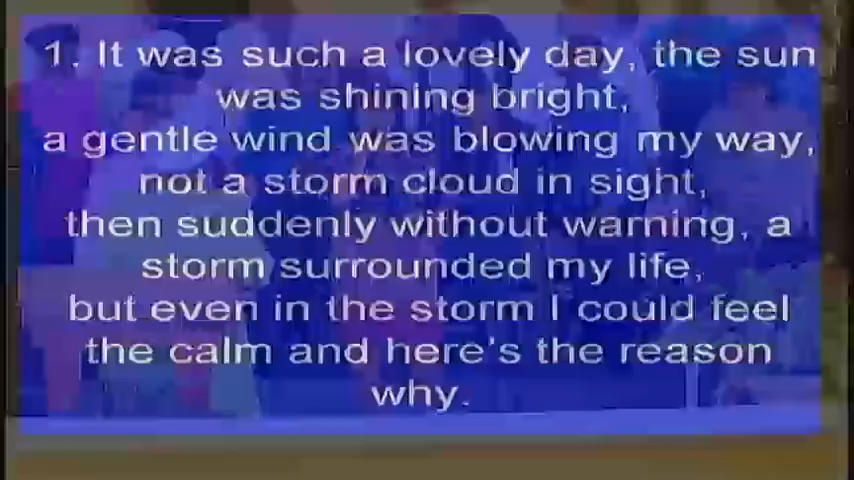 1. It was such a lovely day, the sun
was shining bright,
a gentle wind was blowing my way,
not a storm cloud in sight,
then suddenly without warning, a
storm surrounded my life,
but even in the storm I could feel
the calm and here's the reason
why.